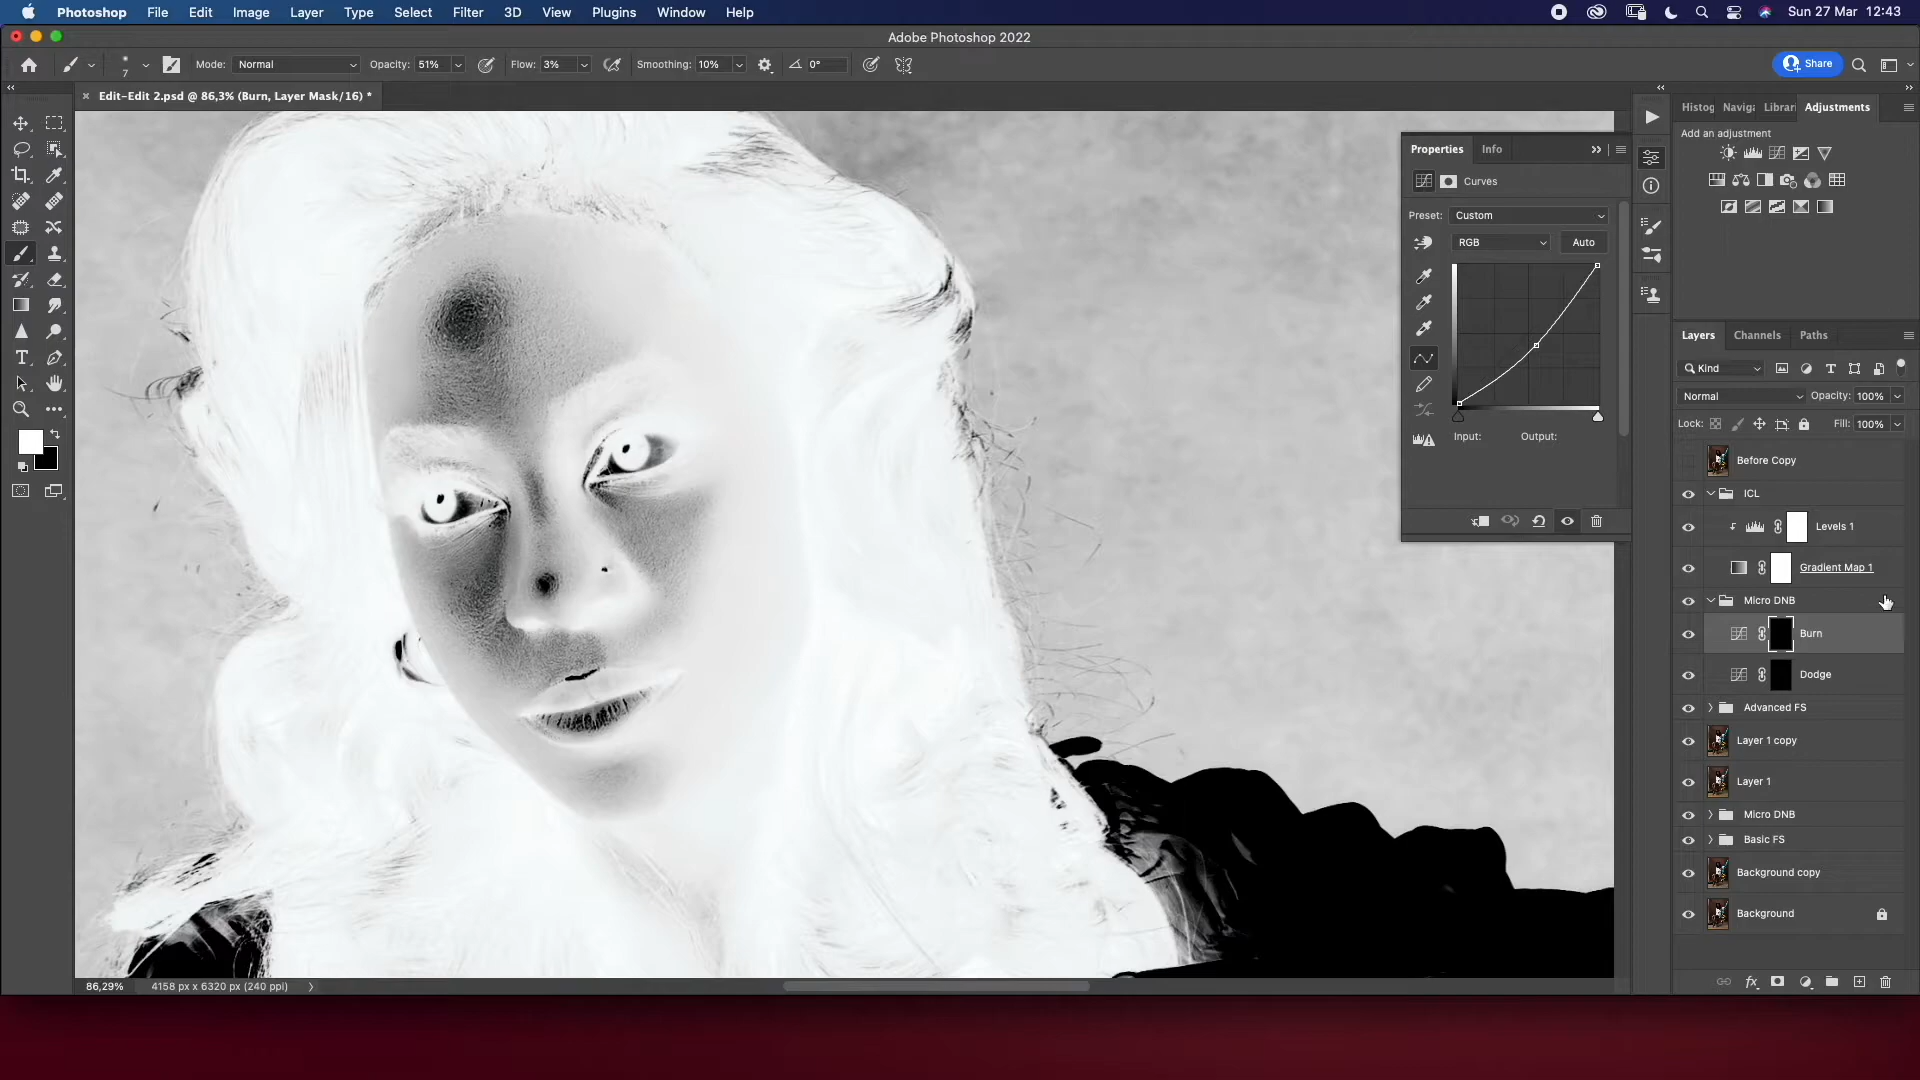 Photoshop File Edit Image Layer Type Select Filter 3D View Plugins Window Help Sun 27 Mar 12:43
Adobe Photoshop 2022
7 Mode: Normal Opacity: 51% Flow: 3% Smoothing: 10% 0° Share
Edit-Edit 2.psd @ 86,3% (Burn, Layer Mask/16) *
Histog Naviga Librari Adjustments
Add an adjustment
Properties Info
Curves
Preset: Custom
RGB Auto
Input: Output:
Layers Channels Paths
Kind
Normal Opacity: 100%
Lock: Fill: 100%
Before Copy
ICL
Levels 1
Gradient Map 1
Micro DNB
Burn
Dodge
Advanced FS
Layer 1 copy
Layer 1
Micro DNB
Basic FS
Background copy
Background
86,29% 4158 px x 6320 px (240 ppi)